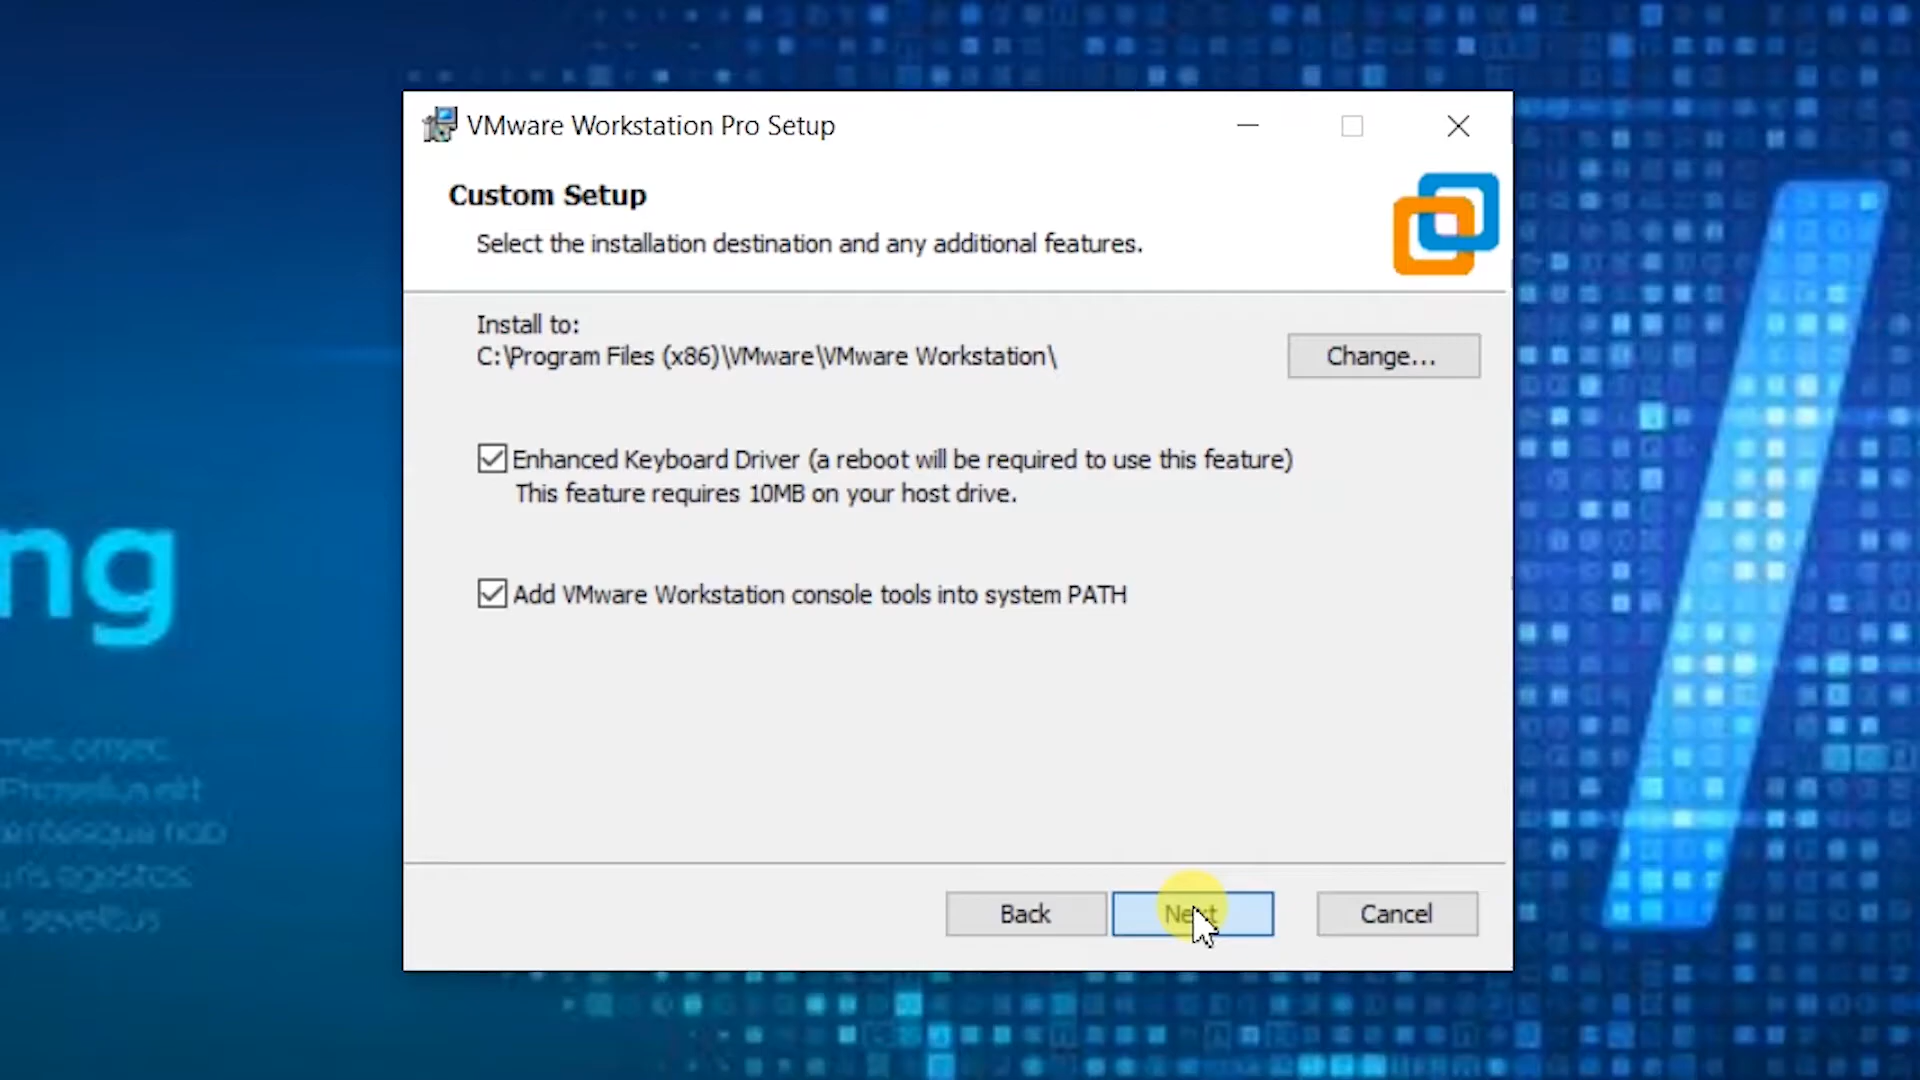 VMware Workstation Pro Setup
Custom Setup
Select the installation destination and any additional features.
Install to:
C:\Program Files (x86)\VMware\VMware Workstation\
Change...
Enhanced Keyboard Driver (a reboot will be required to use this feature)
This feature requires 10MB on your host drive.
Add VMware Workstation console tools into system PATH
ng
Back
Next
Cancel